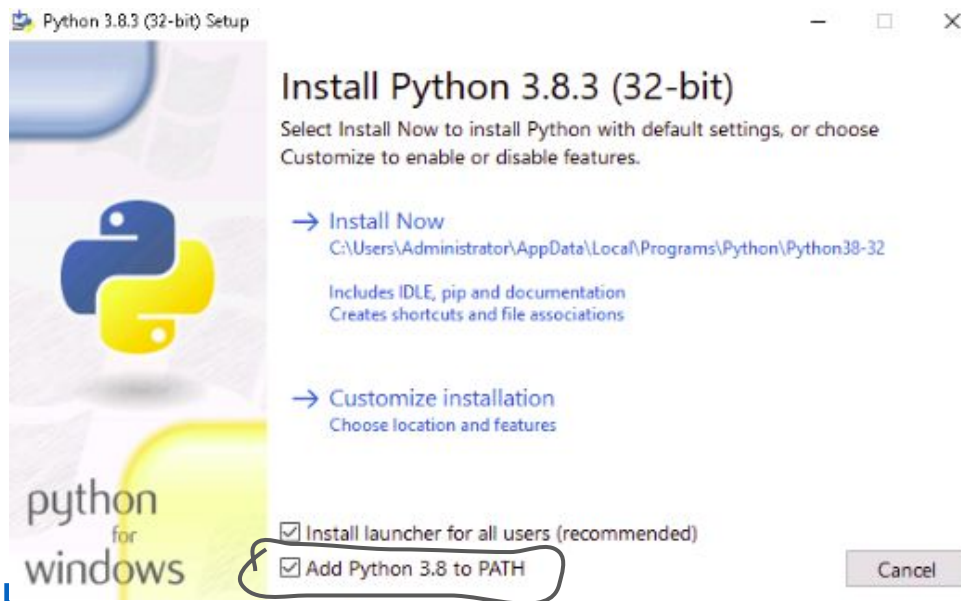 Python 3.8.3 (32-bit) Setup
Install Python 3.8.3 (32-bit)
Select Install Now to install Python with default settings, or choose
Customize to enable or disable features.
Install Now
C:\Users\Administrator\AppData\Local\Programs\Python\Python38-32
Includes IDLE, pip and documentation
Creates shortcuts and file associations
Customize installation
Choose location and features
python
for
windows
Install launcher for all users (recommended)
Add Python 3.8 to PATH
Cancel